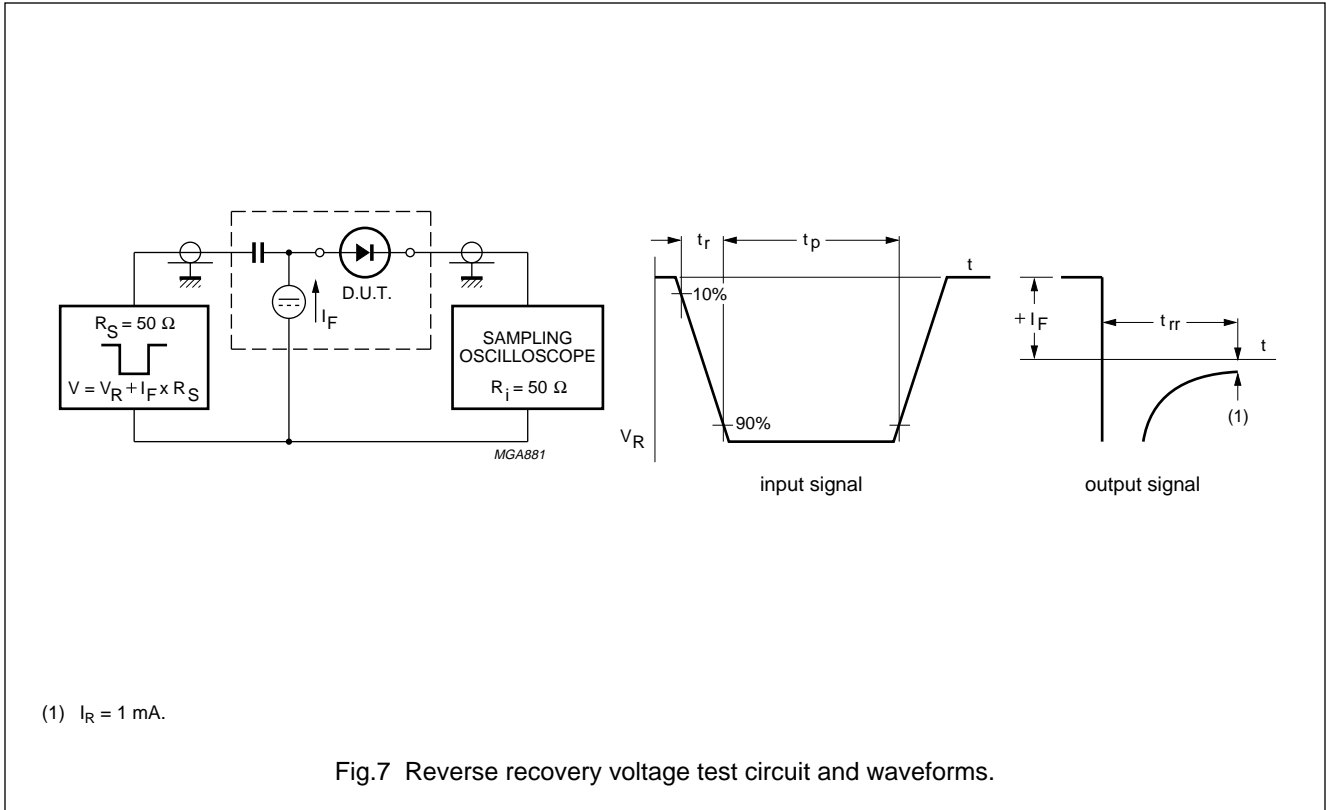 R_S = 50 Ω
V = V_R + I_F x R_S
I_F
D.U.T.
SAMPLING
OSCILLOSCOPE
R_i = 50 Ω
MGA881
t_r
t_p
t
10%
90%
V_R
input signal
+ I_F
t_rr
t
(1)
output signal
(1) I_R = 1 mA.
Fig.7 Reverse recovery voltage test circuit and waveforms.